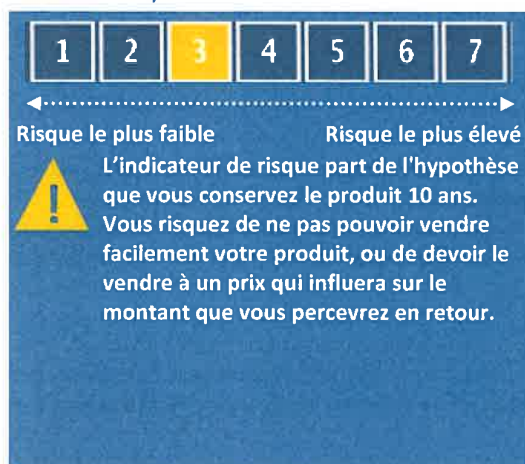 1 2 3 4 5 6 7
Risque le plus faible Risque le plus élevé
L'indicateur de risque part de l'hypothèse
que vous conservez le produit 10 ans.
Vous risquez de ne pas pouvoir vendre
facilement votre produit, ou de devoir le
vendre à un prix qui influera sur le
montant que vous percevrez en retour.